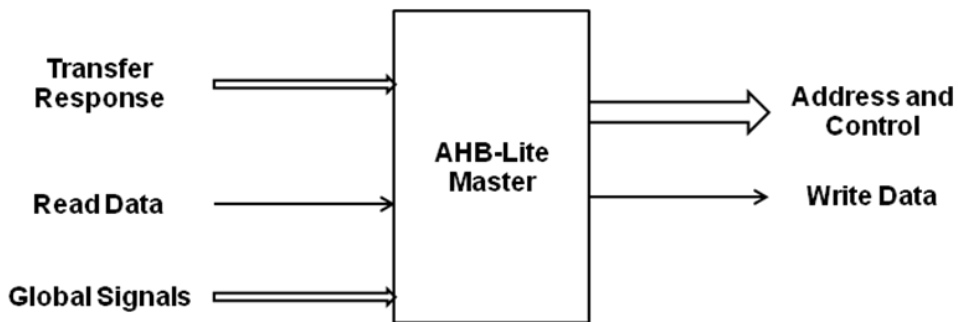 Transfer
Response
Read Data
Global Signals
AHB-Lite
Master
Address and
Control
Write Data